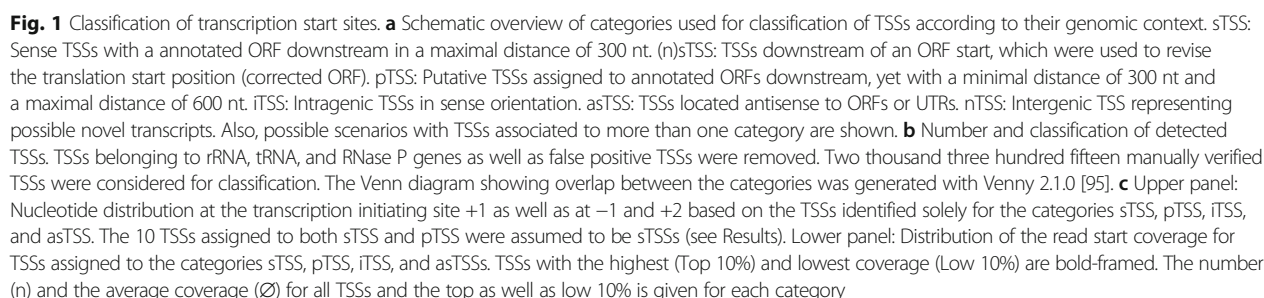 Fig. 1 Classification of transcription start sites. a Schematic overview of categories used for classification of TSSs according to their genomic context. sTSS:
Sense TSSs with a annotated ORF downstream in a maximal distance of 300 nt. (n)sTSS: TSSs downstream of an ORF start, which were used to revise
the translation start position (corrected ORF). pTSS: Putative TSSs assigned to annotated ORFs downstream, yet with a minimal distance of 300 nt and
a maximal distance of 600 nt. iTSS: Intragenic TSSs in sense orientation. asTSS: TSSs located antisense to ORFs or UTRs. nTSS: Intergenic TSS representing
possible novel transcripts. Also, possible scenarios with TSSs associated to more than one category are shown. b Number and classification of detected
TSSs. TSSs belonging to rRNA, tRNA, and RNase P genes as well as false positive TSSs were removed. Two thousand three hundred fifteen manually verified
TSSs were considered for classification. The Venn diagram showing overlap between the categories was generated with Venny 2.1.0 [95]. c Upper panel:
Nucleotide distribution at the transcription initiating site +1 as well as at −1 and +2 based on the TSSs identified solely for the categories sTSS, pTSS, iTSS,
and asTSS. The 10 TSSs assigned to both sTSS and pTSS were assumed to be sTSSs (see Results). Lower panel: Distribution of the read start coverage for
TSSs assigned to the categories sTSS, pTSS, iTSS, and asTSSs. TSSs with the highest (Top 10%) and lowest coverage (Low 10%) are bold-framed. The number
(n) and the average coverage (Ø) for all TSSs and the top as well as low 10% is given for each category